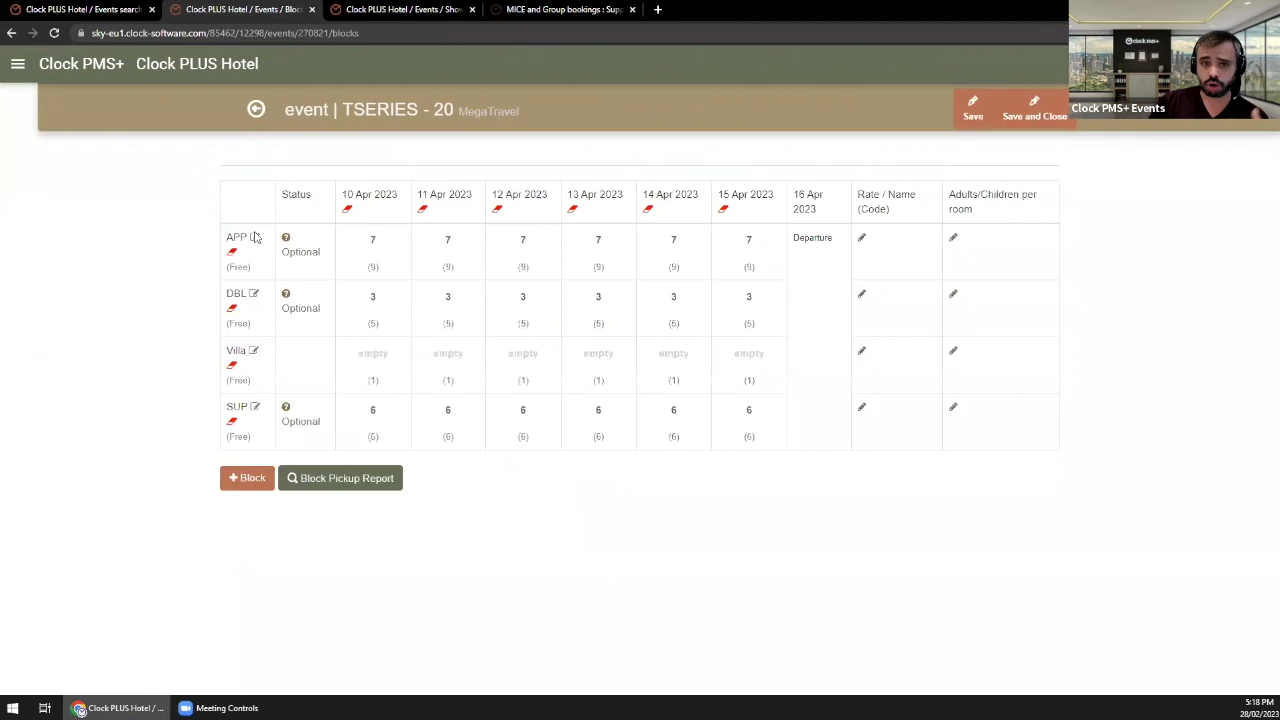 Clock PLUS Hotel / Events search
Clock PLUS Hotel / Events / Bloc
Clock PLUS Hotel / Events / Show
MICE and Group bookings : Supp
sky-eu1.clock-software.com/85462/12298/events/270821/blocks
Clock PMS+ Clock PLUS Hotel
event | TSERIES - 20 MegaTravel
Save
Save and Close
clock PMS+
Clock PMS+ Events
Status 10 Apr 2023 11 Apr 2023 12 Apr 2023 13 Apr 2023 14 Apr 2023 15 Apr 2023 16 Apr 2023 Rate / Name (Code) Adults/Children per room
APP Optional 7 7 7 7 7 7 Departure
(Free) (9) (9) (9) (9) (9) (9)
DBL Optional 3 3 3 3 3 3
(Free) (5) (5) (5) (5) (5) (5)
Villa empty empty empty empty empty empty
(Free) (1) (1) (1) (1) (1) (1)
SUP Optional 6 6 6 6 6 6
(Free) (6) (6) (6) (6) (6) (6)
+ Block
Block Pickup Report
Clock PLUS Hotel / ...
Meeting Controls
5:18 PM
28/02/2023